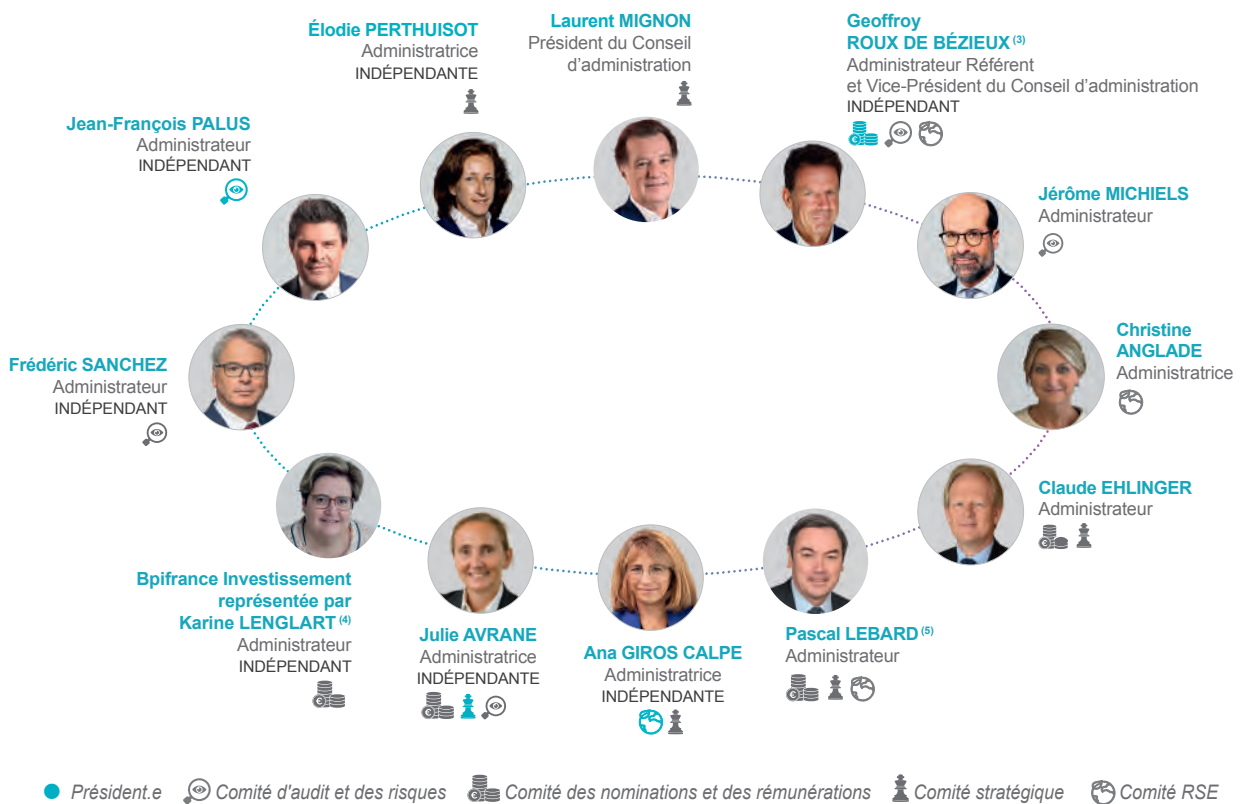 Élodie PERTHUISOT
Administratrice
INDÉPENDANTE
Laurent MIGNON
Président du Conseil
d’administration
Geoffroy
ROUX DE BÉZIEUX (3)
Administrateur Référent
et Vice-Président du Conseil d’administration
INDÉPENDANT
Jean-François PALUS
Administrateur
INDÉPENDANT
Jérôme MICHIELS
Administrateur
Christine
ANGLADE
Administratrice
Frédéric SANCHEZ
Administrateur
INDÉPENDANT
Claude EHLINGER
Administrateur
Bpifrance Investissement
représentée par
Karine LENGLART (4)
Administrateur
INDÉPENDANT
Julie AVRANE
Administratrice
INDÉPENDANTE
Ana GIROS CALPE
Administratrice
INDÉPENDANTE
Pascal LEBARD (5)
Administrateur
Président.e Comité d'audit et des risques Comité des nominations et des rémunérations Comité stratégique Comité RSE